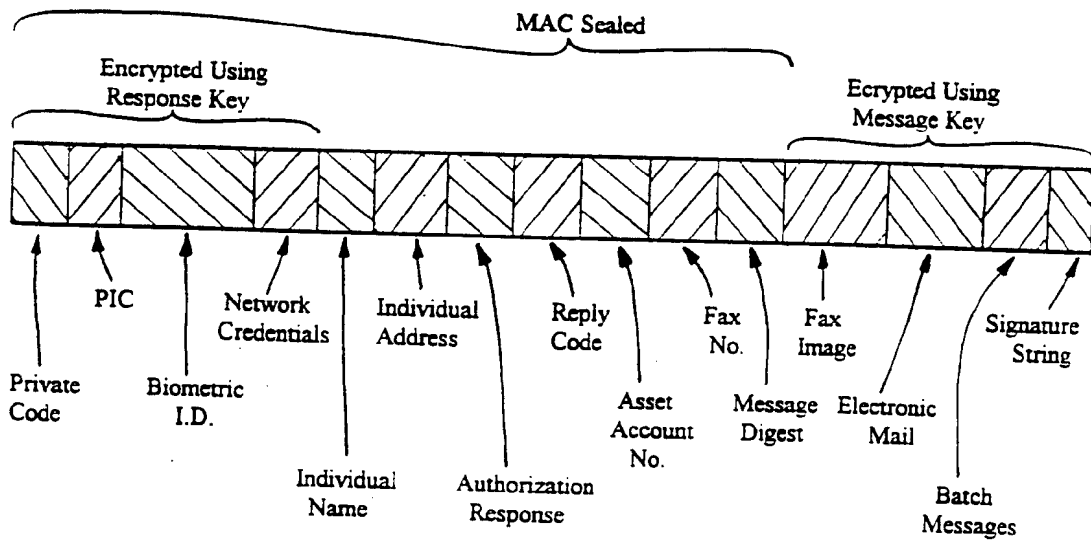 MAC Sealed
Encrypted Using
Response Key
Ecrypted Using
Message Key
PIC
Network
Credentials
Individual
Address
Reply
Code
Fax
No.
Fax
Image
Signature
String
Private
Code
Biometric
I.D.
Asset
Account
No.
Message
Digest
Electronic
Mail
Individual
Name
Authorization
Response
Batch
Messages